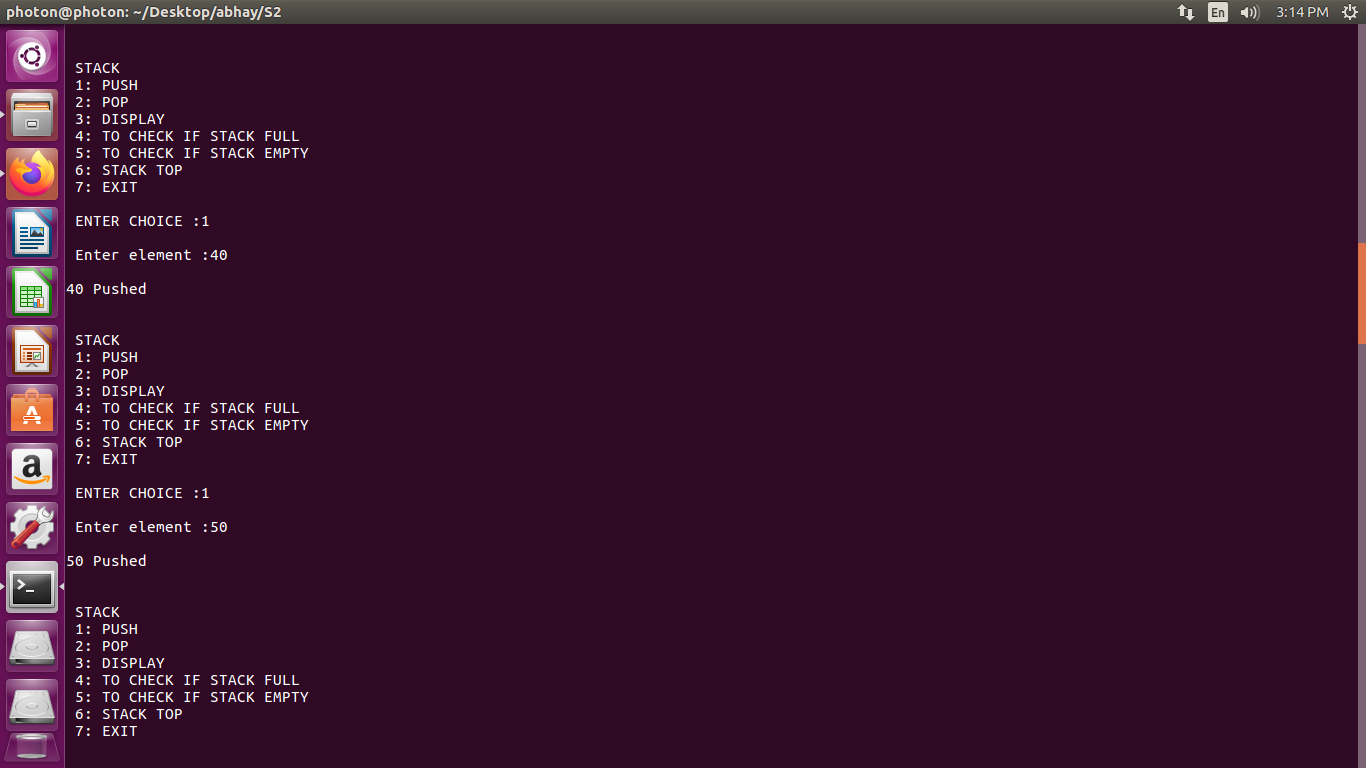 photon@photon: ~/Desktop/abhay/S2
En
3:14 PM
STACK
1: PUSH
2: POP
3: DISPLAY
4: TO CHECK IF STACK FULL
5: TO CHECK IF STACK EMPTY
6: STACK TOP
7: EXIT
ENTER CHOICE :1
Enter element :40
40 Pushed
STACK
1: PUSH
2: POP
3: DISPLAY
4: TO CHECK IF STACK FULL
5: TO CHECK IF STACK EMPTY
6: STACK TOP
7: EXIT
ENTER CHOICE :1
Enter element :50
50 Pushed
STACK
1: PUSH
2: POP
3: DISPLAY
4: TO CHECK IF STACK FULL
5: TO CHECK IF STACK EMPTY
6: STACK TOP
7: EXIT